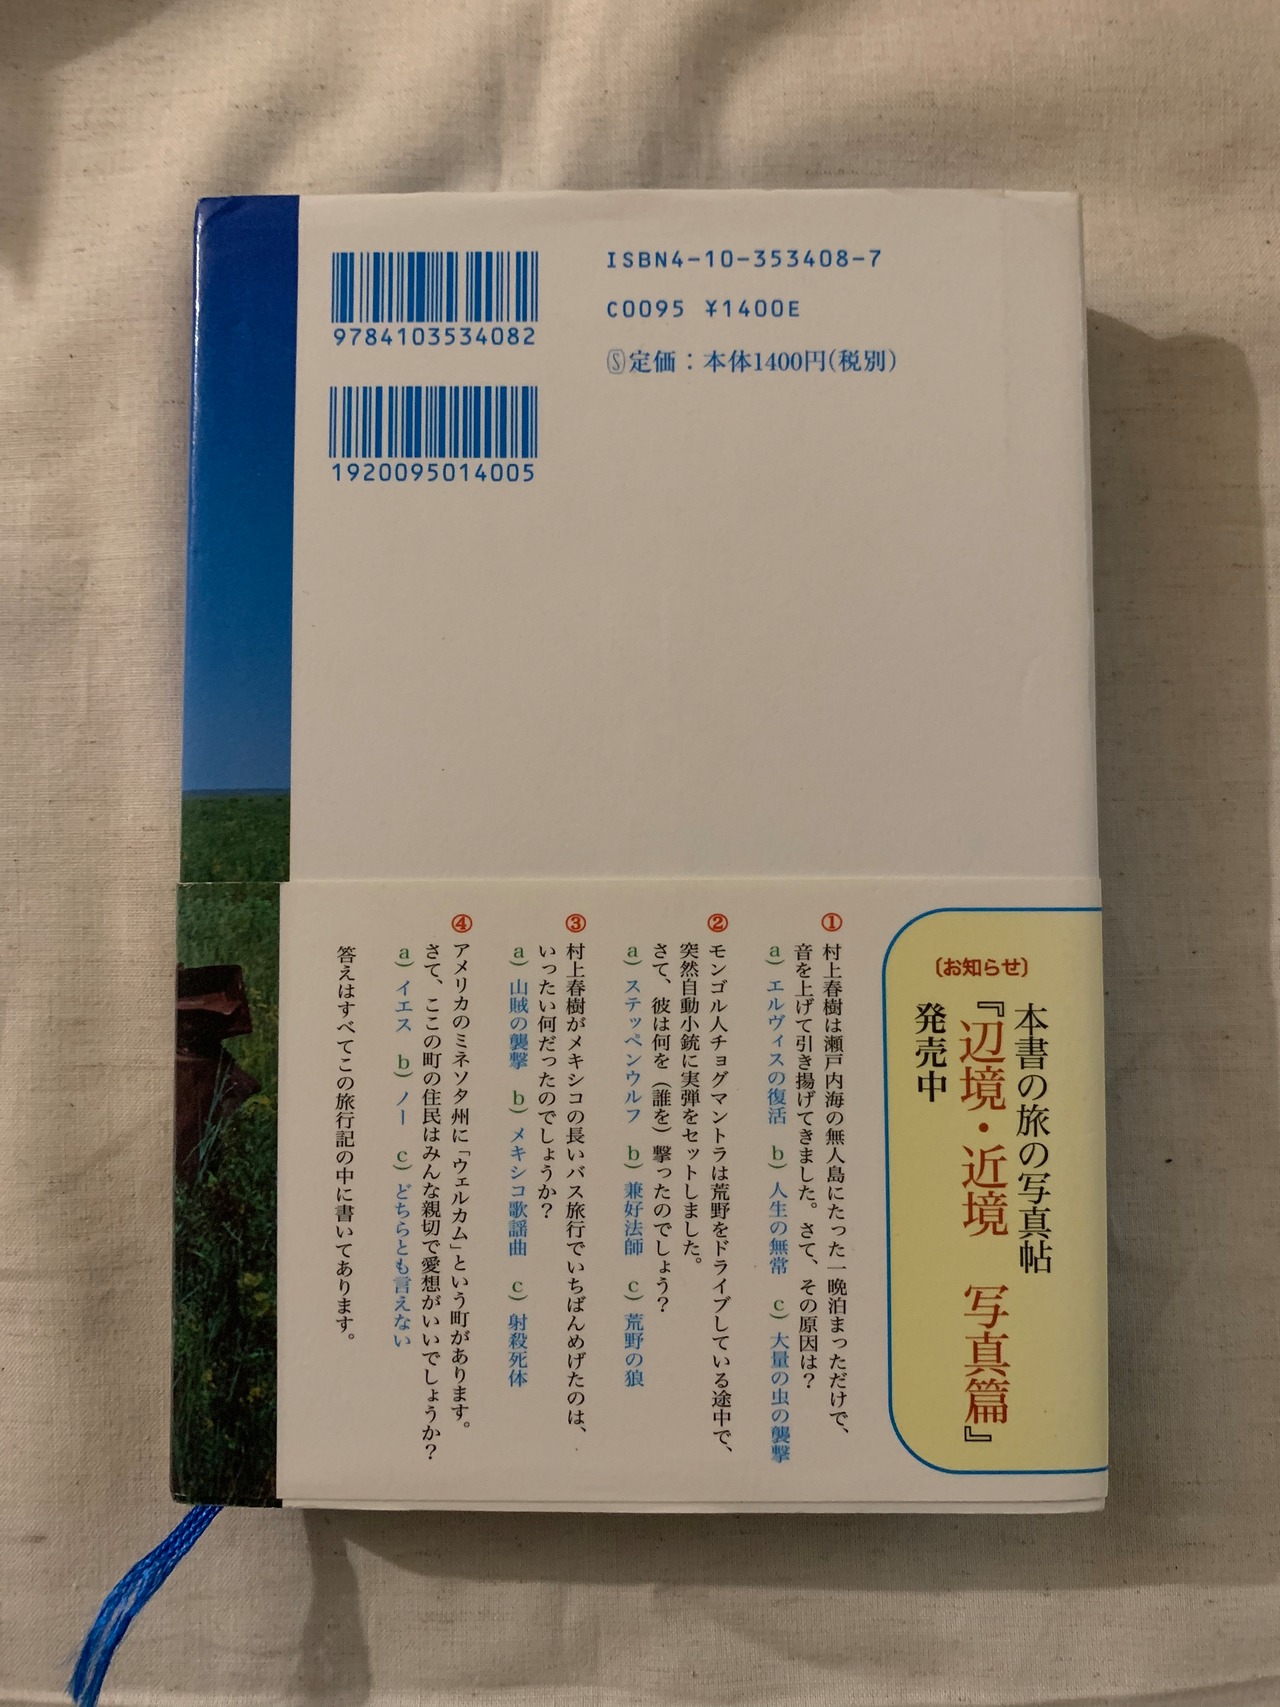 ISBN4-10-353408-7
C0095 ¥1400E
Ⓢ定価：本体1400円(税別)
9784103534082
1920095014005
〔お知らせ〕
本書の旅の写真帖
『辺境・近境 写真篇』
発売中
①村上春樹は瀬戸内海の無人島にたった一晩泊まっただけで、
音を上げて引き揚げてきました。さて、その原因は？
a）エルヴィスの復活 b）人生の無常 c）大量の虫の襲撃
②モンゴル人チョグマントラは荒野をドライブしている途中で、
突然自動小銃に実弾をセットしました。
さて、彼は何を（誰を）撃ったのでしょう？
a）ステッペンウルフ b）兼好法師 c）荒野の狼
③村上春樹がメキシコの長いバス旅行でいちばんめげたのは、
いったい何だったのでしょうか？
a）山賊の襲撃 b）メキシコ歌謡曲 c）射殺死体
④アメリカのミネソタ州に「ウェルカム」という町があります。
さて、ここの町の住民はみんな親切で愛想がいいでしょうか？
a）イエス b）ノー c）どちらとも言えない
答えはすべてこの旅行記の中に書いてあります。